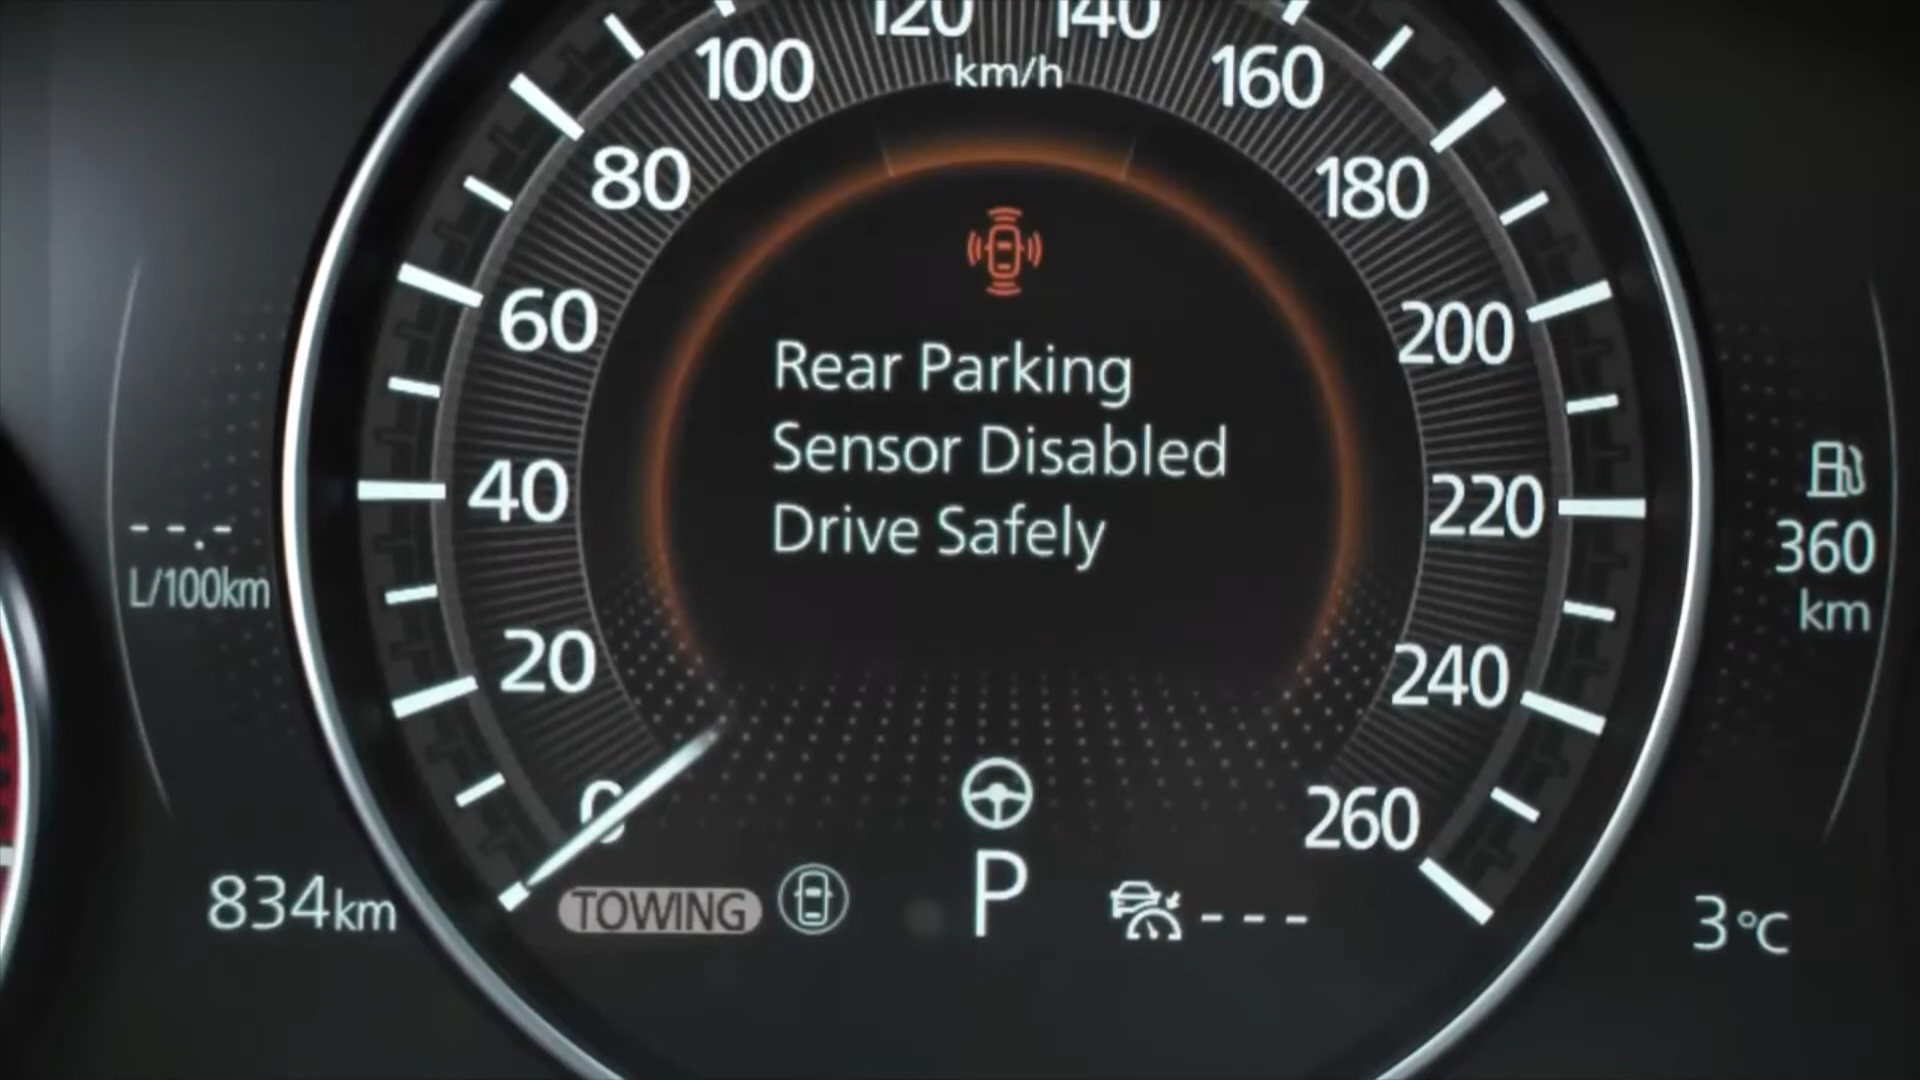 120 140
100 km/h 160
80 180
60 200
Rear Parking
Sensor Disabled
Drive Safely
40 220
--.-
L/100km
360
km
20 240
0 260
834km
TOWING
P
---
3°C